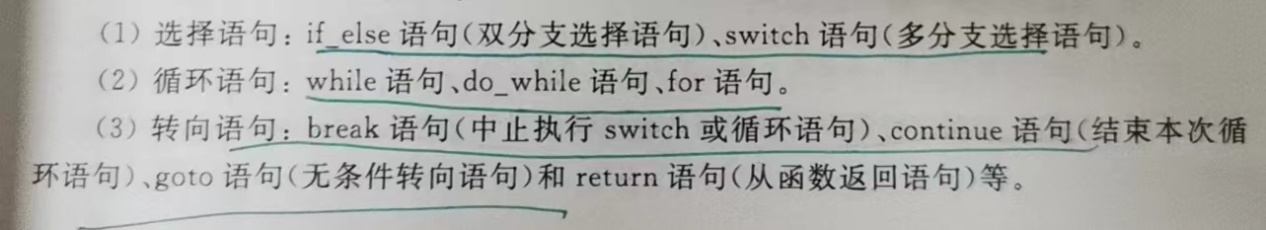 (1) 选择语句：if_else 语句(双分支选择语句)、switch 语句(多分支选择语句)。
(2) 循环语句：while 语句、do_while 语句、for 语句。
(3) 转向语句：break 语句(中止执行 switch 或循环语句)、continue 语句(结束本次循
环语句)、goto 语句(无条件转向语句)和 return 语句(从函数返回语句)等。